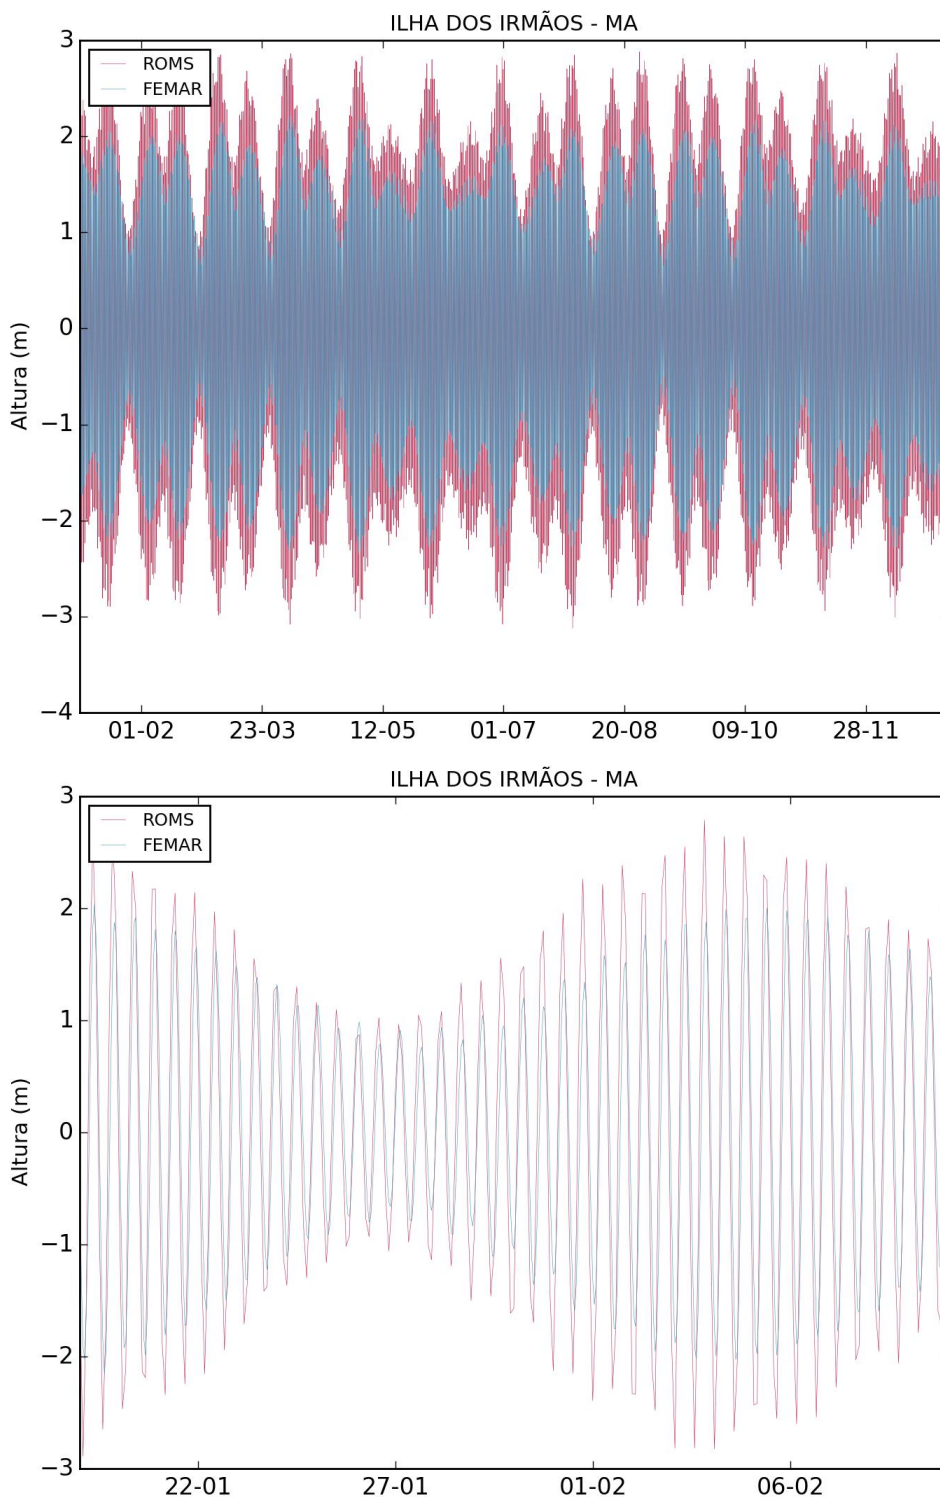 ILHA DOS IRMÃOS - MA
3
ROMS
FEMAR
2
1
0
Altura (m)
−1
−2
−3
−4
01-02 23-03 12-05 01-07 20-08 09-10 28-11
ILHA DOS IRMÃOS - MA
3
ROMS
FEMAR
2
1
0
Altura (m)
−1
−2
−3
22-01 27-01 01-02 06-02